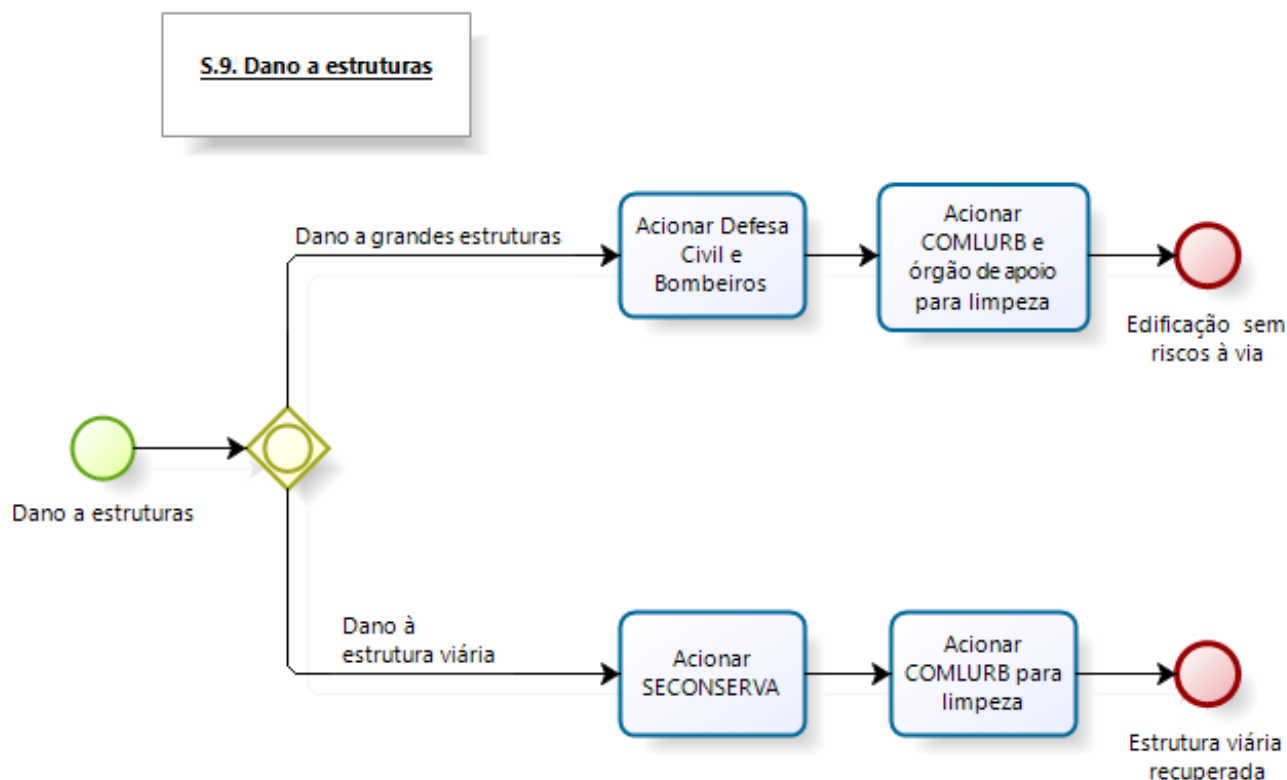 S.9. Dano a estruturas
Dano a grandes estruturas
Acionar Defesa
Civil e
Bombeiros
Acionar
COMLURB e
órgão de apoio
para limpeza
Edificação sem
riscos à via
Dano a estruturas
Dano à
estrutura viária
Acionar
SECONSERVA
Acionar
COMLURB para
limpeza
Estrutura viária
recuperada